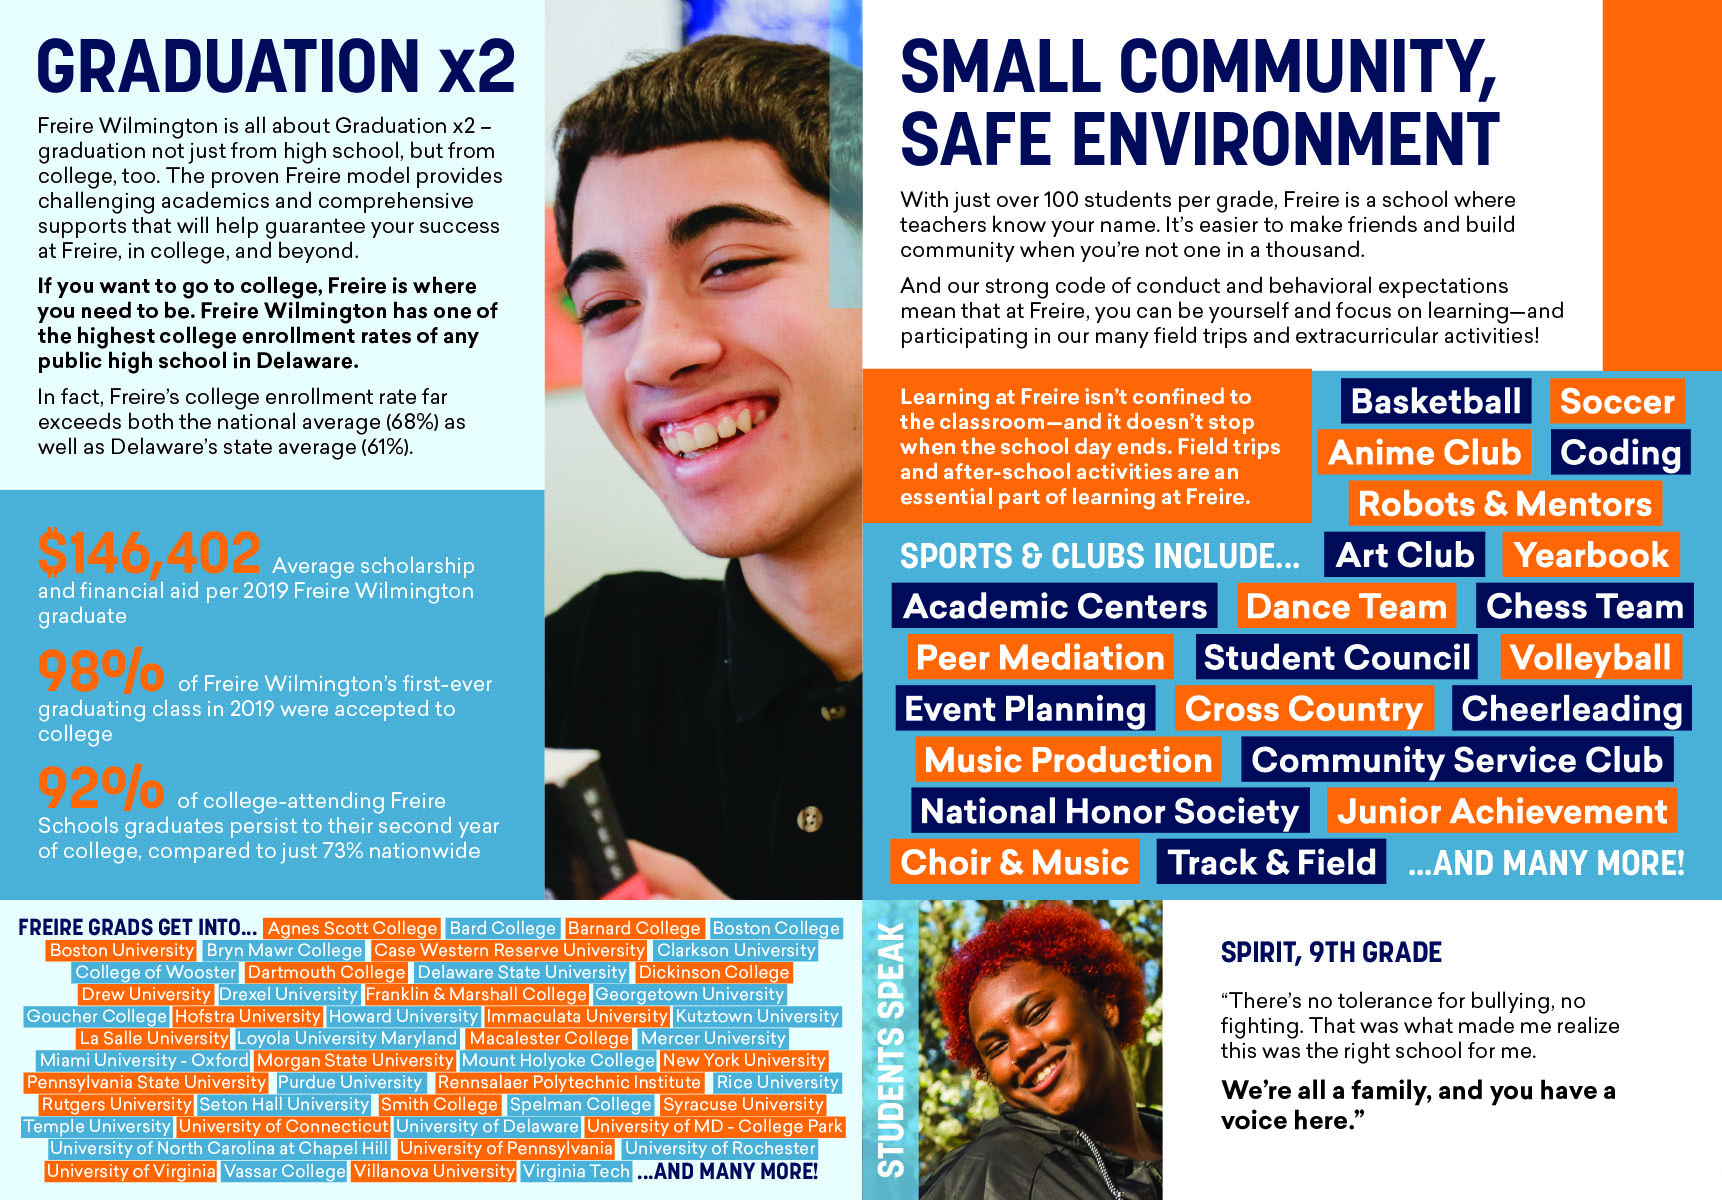 GRADUATION x2
Freire Wilmington is all about Graduation x2 –
graduation not just from high school, but from
college, too. The proven Freire model provides
challenging academics and comprehensive
supports that will help guarantee your success
at Freire, in college, and beyond.
If you want to go to college, Freire is where
you need to be. Freire Wilmington has one of
the highest college enrollment rates of any
public high school in Delaware.
In fact, Freire’s college enrollment rate far
exceeds both the national average (68%) as
well as Delaware’s state average (61%).
$146,402 Average scholarship
and financial aid per 2019 Freire Wilmington
graduate
98% of Freire Wilmington’s first-ever
graduating class in 2019 were accepted to
college
92% of college-attending Freire
Schools graduates persist to their second year
of college, compared to just 73% nationwide
FREIRE GRADS GET INTO... Agnes Scott College Bard College Barnard College Boston College
Boston University Bryn Mawr College Case Western Reserve University Clarkson University
College of Wooster Dartmouth College Delaware State University Dickinson College
Drew University Drexel University Franklin & Marshall College Georgetown University
Goucher College Hofstra University Howard University Immaculata University Kutztown University
La Salle University Loyola University Maryland Macalester College Mercer University
Miami University - Oxford Morgan State University Mount Holyoke College New York University
Pennsylvania State University Purdue University Rennsalaer Polytechnic Institute Rice University
Rutgers University Seton Hall University Smith College Spelman College Syracuse University
Temple University University of Connecticut University of Delaware University of MD - College Park
University of North Carolina at Chapel Hill University of Pennsylvania University of Rochester
University of Virginia Vassar College Villanova University Virginia Tech ...AND MANY MORE!
SMALL COMMUNITY,
SAFE ENVIRONMENT
With just over 100 students per grade, Freire is a school where
teachers know your name. It’s easier to make friends and build
community when you’re not one in a thousand.
And our strong code of conduct and behavioral expectations
mean that at Freire, you can be yourself and focus on learning—and
participating in our many field trips and extracurricular activities!
Learning at Freire isn’t confined to
the classroom—and it doesn’t stop
when the school day ends. Field trips
and after-school activities are an
essential part of learning at Freire.
Basketball Soccer
Anime Club Coding
Robots & Mentors
SPORTS & CLUBS INCLUDE... Art Club Yearbook
Academic Centers Dance Team Chess Team
Peer Mediation Student Council Volleyball
Event Planning Cross Country Cheerleading
Music Production Community Service Club
National Honor Society Junior Achievement
Choir & Music Track & Field ...AND MANY MORE!
STUDENTS SPEAK
SPIRIT, 9TH GRADE
“There’s no tolerance for bullying, no
fighting. That was what made me realize
this was the right school for me.
We’re all a family, and you have a
voice here.”